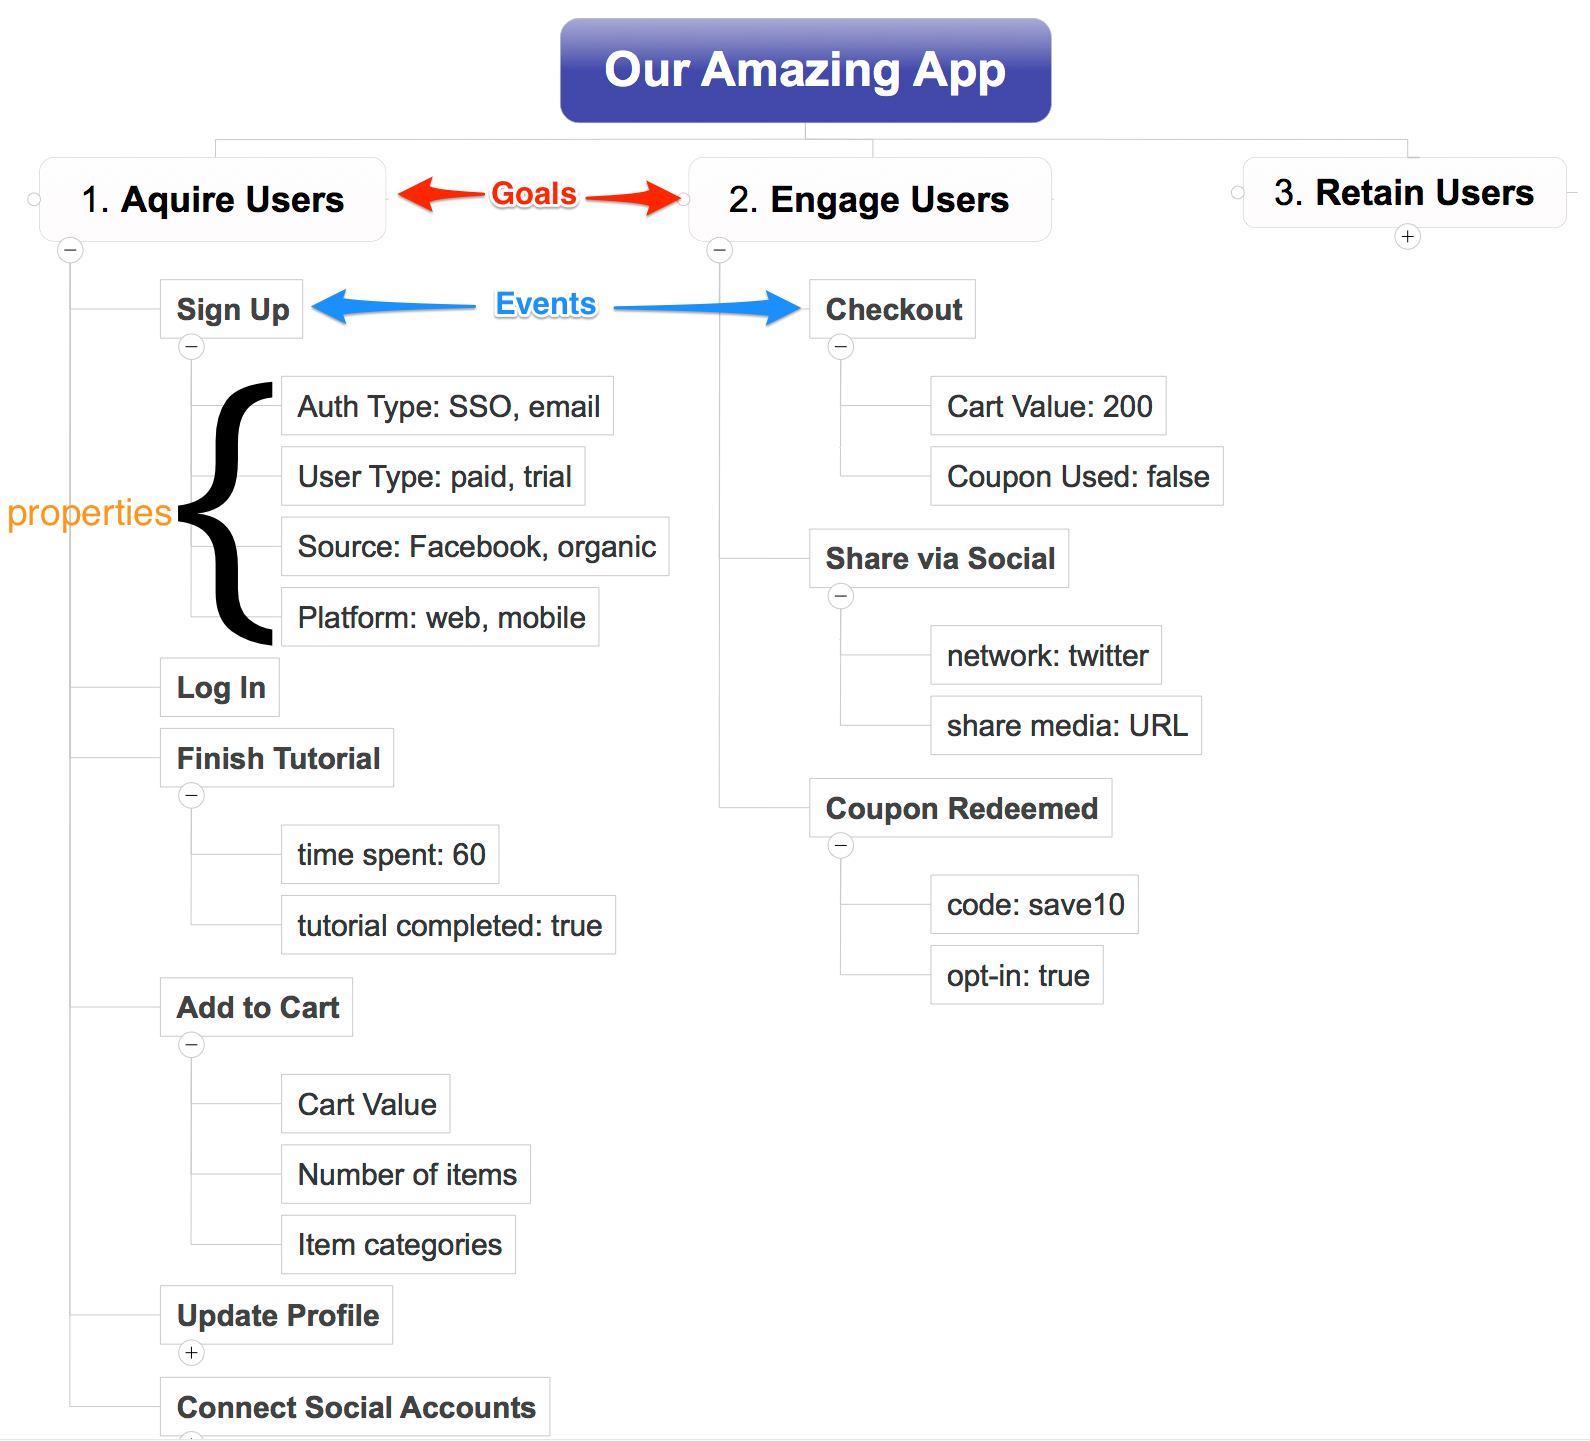 Our Amazing App
1. Aquire Users
Goals
2. Engage Users
3. Retain Users
Sign Up
Events
Checkout
Auth Type: SSO, email
Cart Value: 200
User Type: paid, trial
Coupon Used: false
properties
Source: Facebook, organic
Share via Social
Platform: web, mobile
network: twitter
Log In
share media: URL
Finish Tutorial
Coupon Redeemed
time spent: 60
code: save10
tutorial completed: true
opt-in: true
Add to Cart
Cart Value
Number of items
Item categories
Update Profile
Connect Social Accounts